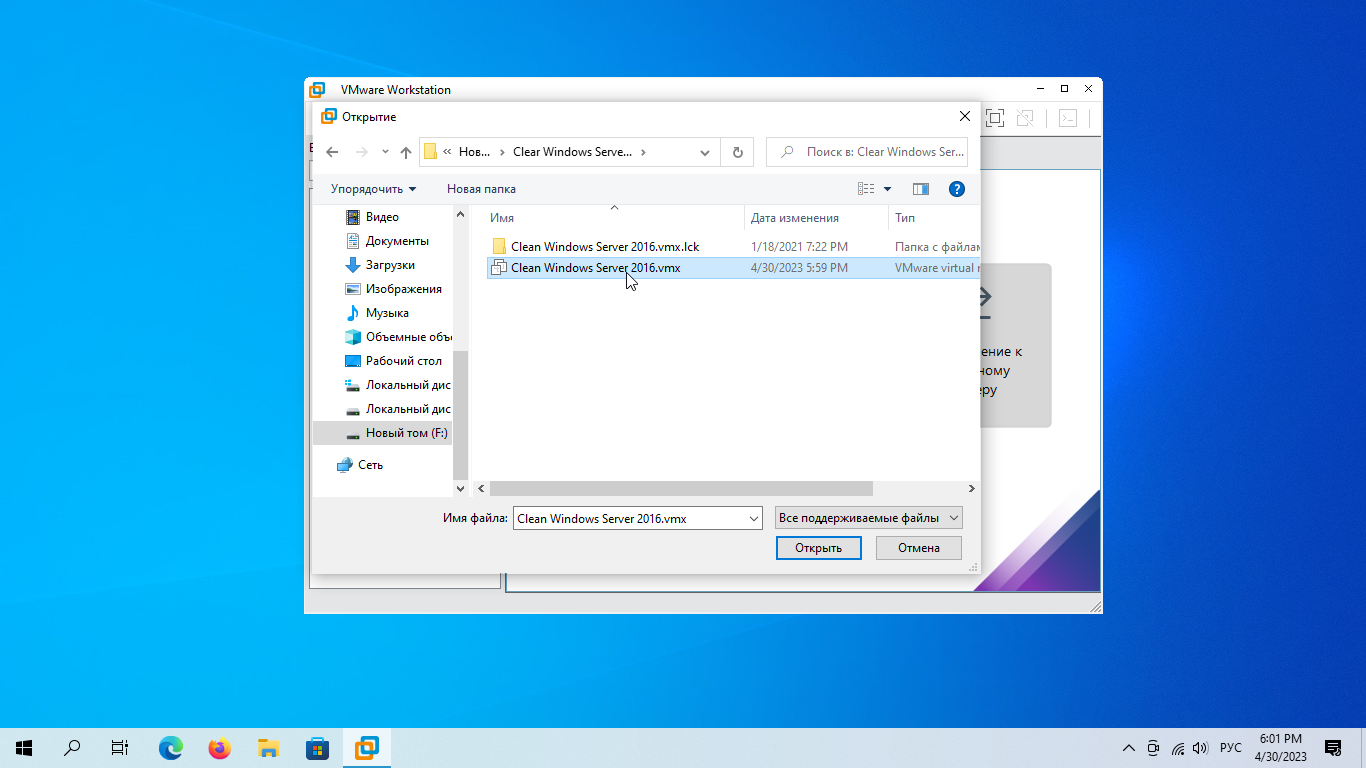 VMware Workstation
Открытие
« Нов... › Clear Windows Serve... ›
Поиск в: Clear Windows Ser...
Упорядочить
Новая папка
Имя
Дата изменения
Тип
Clean Windows Server 2016.vmx.lck
1/18/2021 7:22 PM
Папка с файлам
Clean Windows Server 2016.vmx
4/30/2023 5:59 PM
VMware virtual
Видео
Документы
Загрузки
Изображения
Музыка
Объемные объе
Рабочий стол
Локальный дис
Локальный дис
Новый том (F:)
Сеть
ение к
ному
еру
Имя файла:
Clean Windows Server 2016.vmx
Все поддерживаемые файлы
Открыть
Отмена
РУС
6:01 PM
4/30/2023